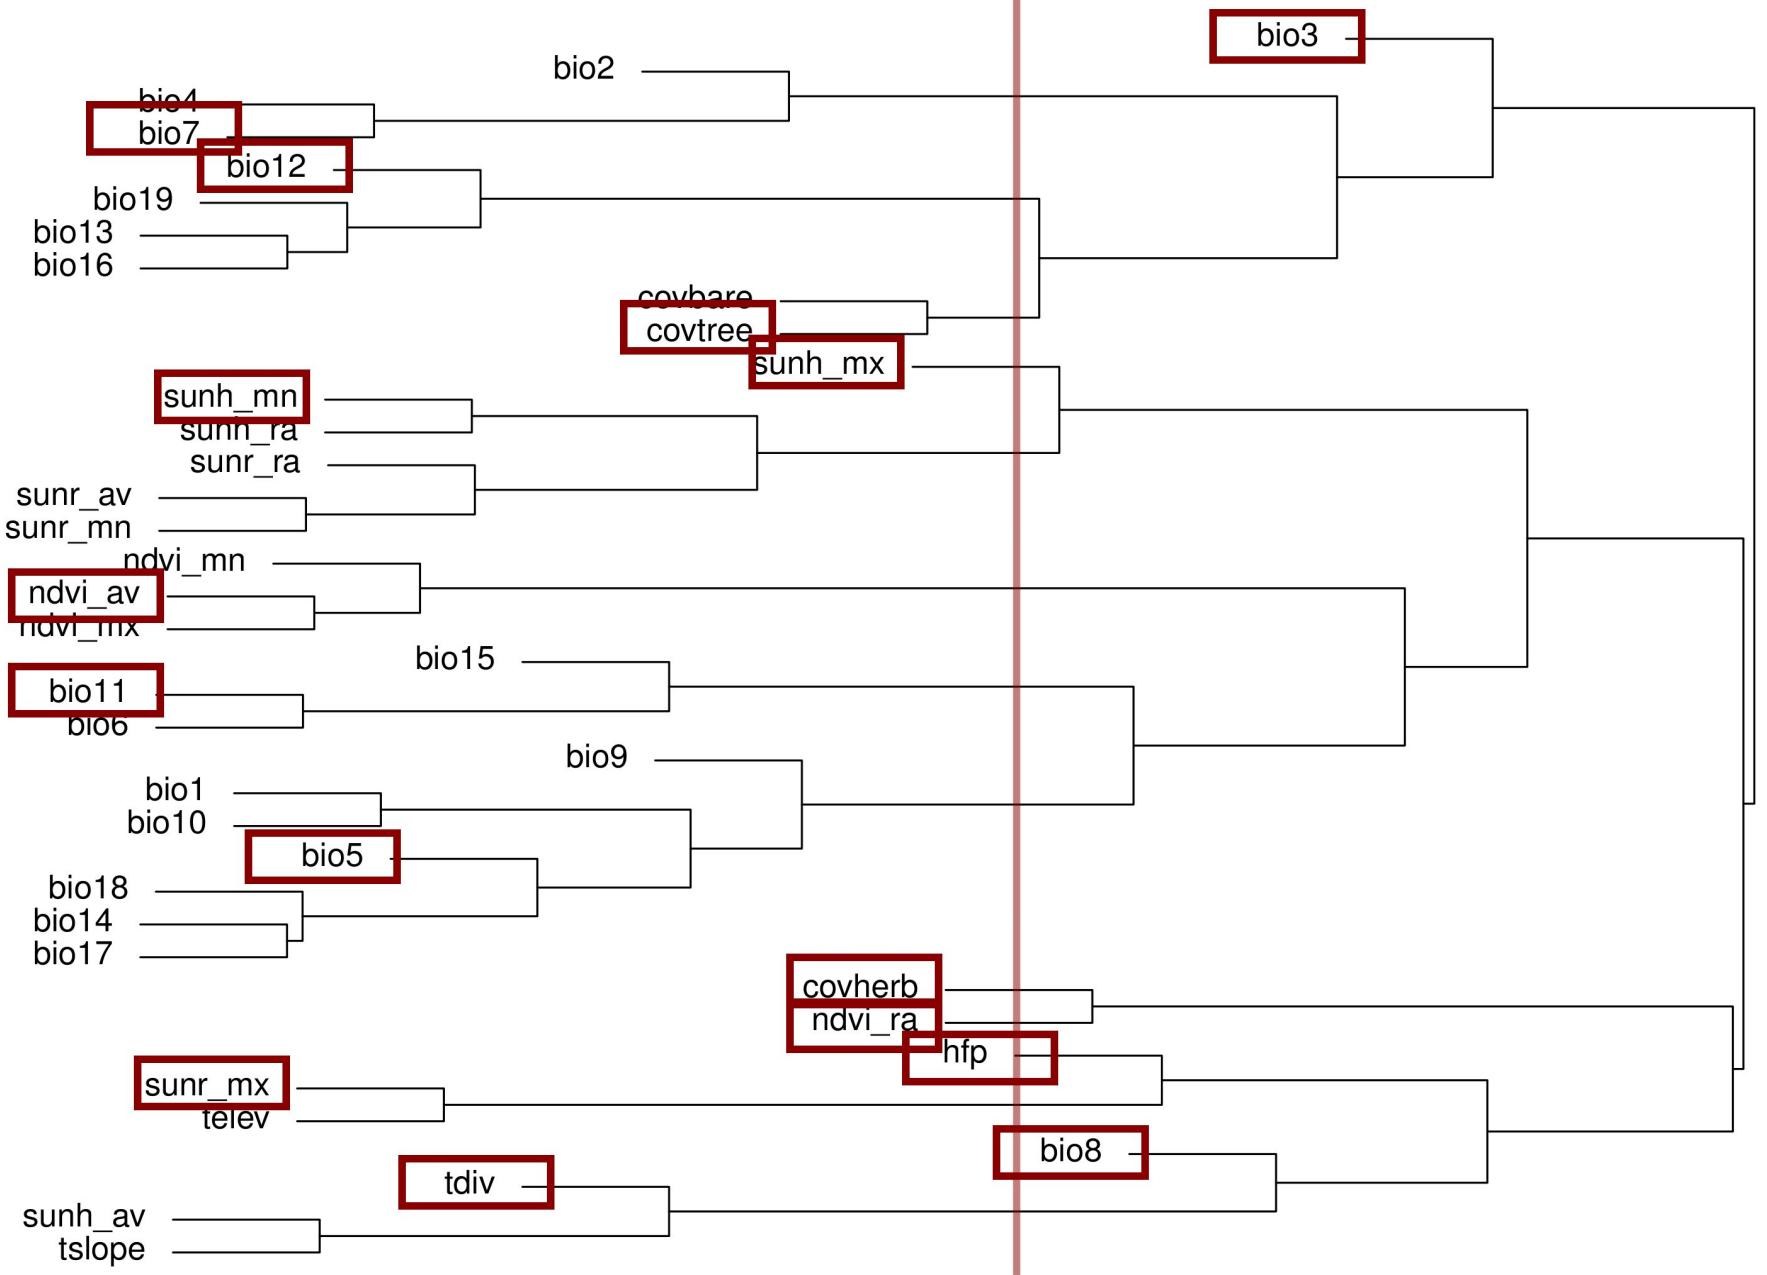 bio3
bio2
bio4
bio7
bio12
bio19
bio13
bio16
covbare
covtree
sunh_mx
sunh_mn
sunh_ra
sunr_ra
sunr_av
sunr_mn
ndvi_mn
ndvi_av
ndvi_mx
bio15
bio11
bio6
bio9
bio1
bio10
bio5
bio18
bio14
bio17
covherb
ndvi_ra
hfp
sunr_mx
telev
bio8
tdiv
sunh_av
tslope